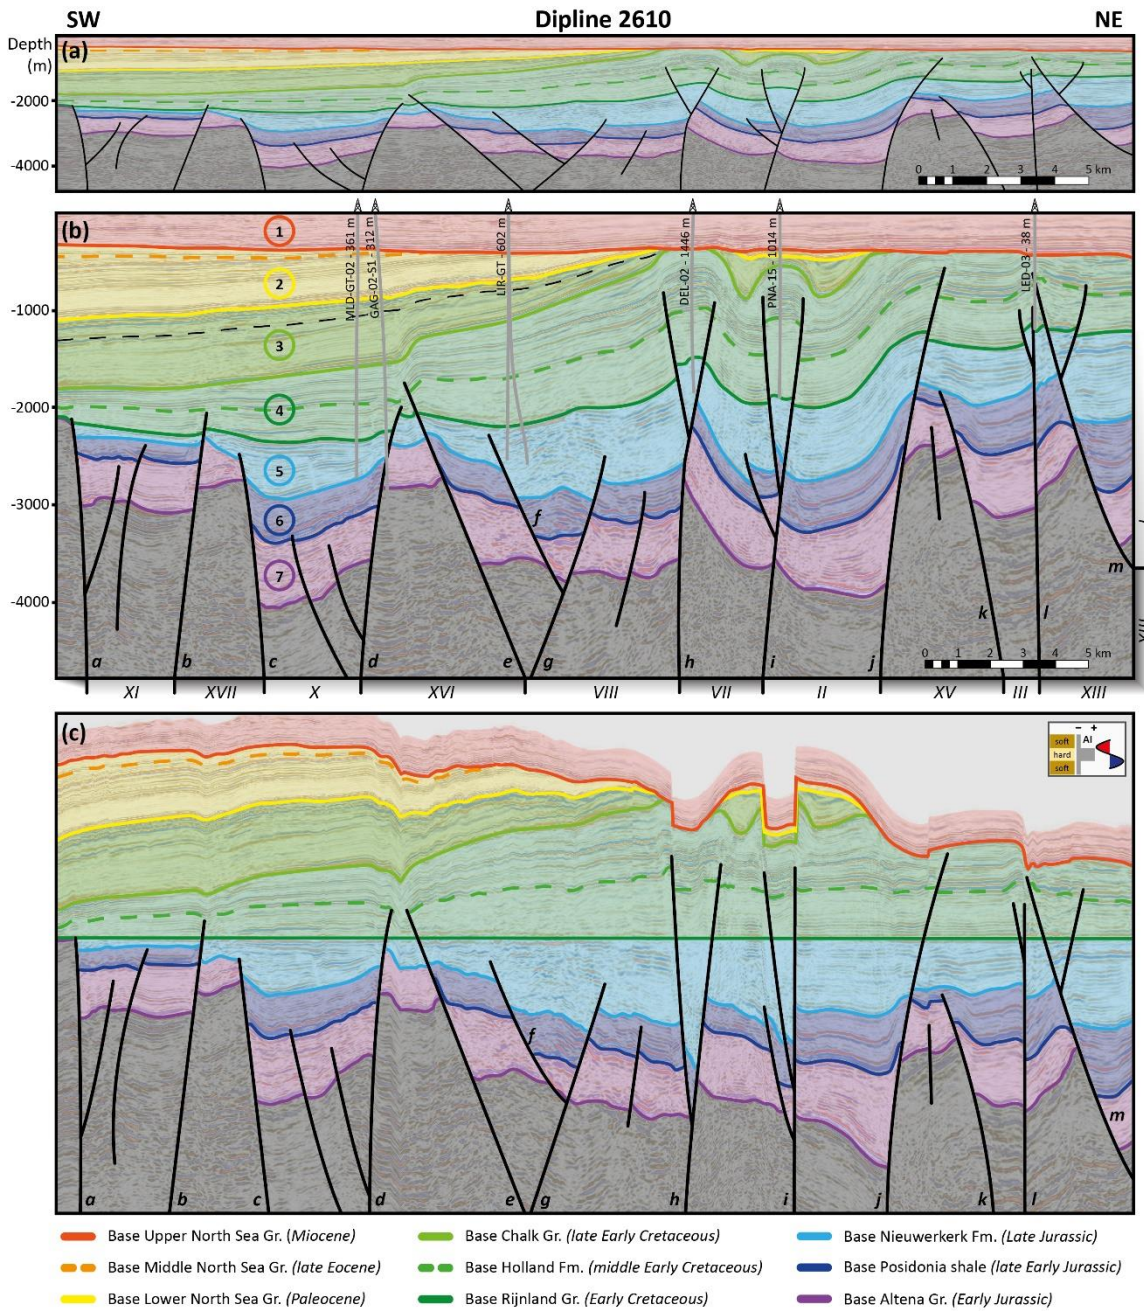 SW
Dipline 2610
NE
Depth
(m)
(a)
-2000
-4000
0 1 2 3 4 5 km
(b)
MLD-GT-02 - 361 m
GAG-02-S1 - 312 m
LIR-GT - 602 m
DEL-02 - 1446 m
PNA-15 - 1014 m
LED-03 - 38 m
1
2
3
4
5
6
7
-1000
-2000
-3000
-4000
a
b
c
d
e
f
g
h
i
j
k
l
m
0 1 2 3 4 5 km
XI
XVII
X
XVI
VIII
VII
II
XV
III
XIII
(c)
- +
AI
soft
hard
soft
a
b
c
d
e
f
g
h
i
j
k
l
m
Base Upper North Sea Gr. (Miocene)
Base Chalk Gr. (late Early Cretaceous)
Base Nieuwerkerk Fm. (Late Jurassic)
Base Middle North Sea Gr. (late Eocene)
Base Holland Fm. (middle Early Cretaceous)
Base Posidonia shale (late Early Jurassic)
Base Lower North Sea Gr. (Paleocene)
Base Rijnland Gr. (Early Cretaceous)
Base Altena Gr. (Early Jurassic)